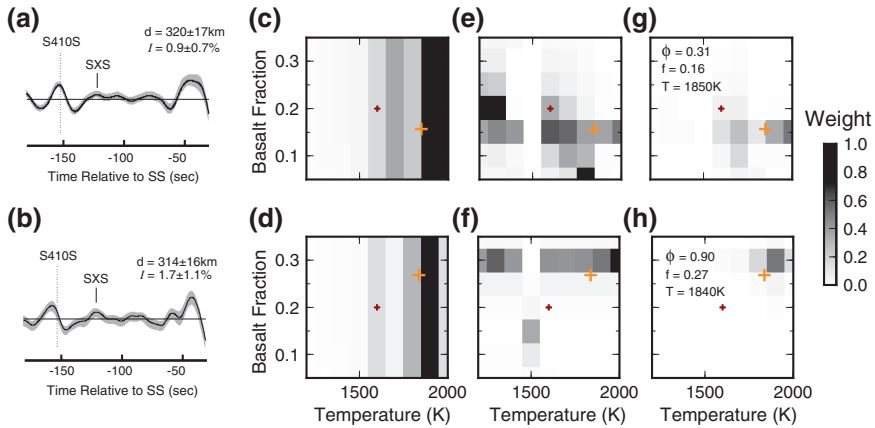 (a)
d = 320±17km
I = 0.9±0.7%
S410S
SXS
-150 -100 -50
Time Relative to SS (sec)
(b)
d = 314±16km
I = 1.7±1.1%
S410S
SXS
-150 -100 -50
Time Relative to SS (sec)
(c)
Basalt Fraction
0.3
0.2
0.1
(e)
(g)
ϕ = 0.31
f = 0.16
T = 1850K
(d)
Basalt Fraction
0.3
0.2
0.1
1500 2000
Temperature (K)
(f)
1500 2000
Temperature (K)
(h)
ϕ = 0.90
f = 0.27
T = 1840K
1500 2000
Temperature (K)
Weight
1.0
0.8
0.6
0.4
0.2
0.0